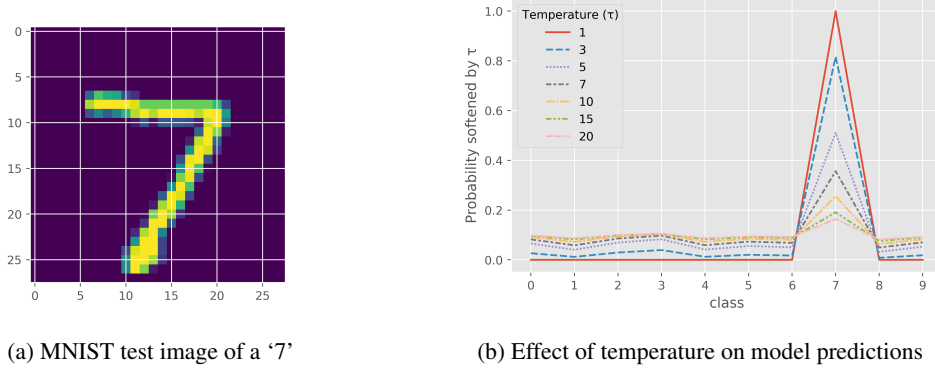 0
5
10
15
20
25
0 5 10 15 20 25
(a) MNIST test image of a ‘7’
Probability softened by τ
1.0
0.8
0.6
0.4
0.2
0.0
Temperature (τ)
1
3
5
7
10
15
20
0 1 2 3 4 5 6 7 8 9
class
(b) Effect of temperature on model predictions